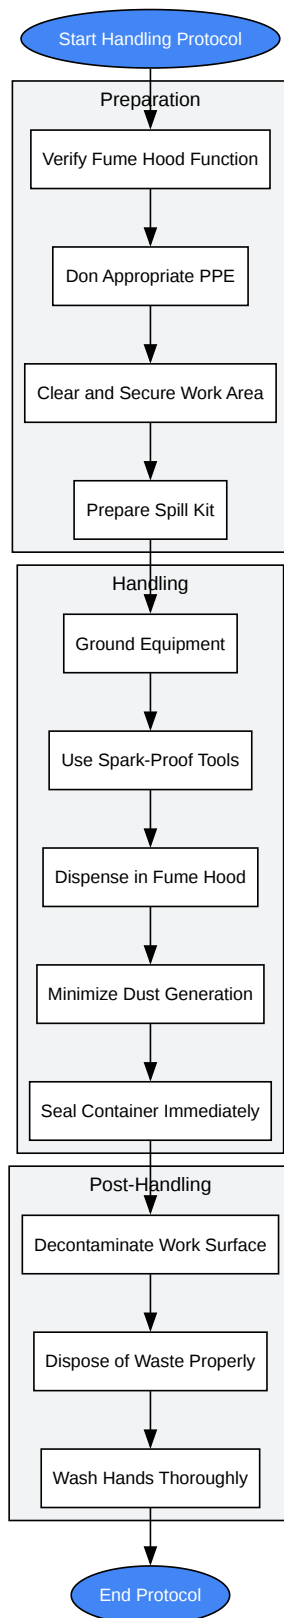 Start Handling Protocol
Preparation
Verify Fume Hood Function
Don Appropriate PPE
Clear and Secure Work Area
Prepare Spill Kit
Handling
Ground Equipment
Use Spark-Proof Tools
Dispense in Fume Hood
Minimize Dust Generation
Seal Container Immediately
Post-Handling
Decontaminate Work Surface
Dispose of Waste Properly
Wash Hands Thoroughly
End Protocol